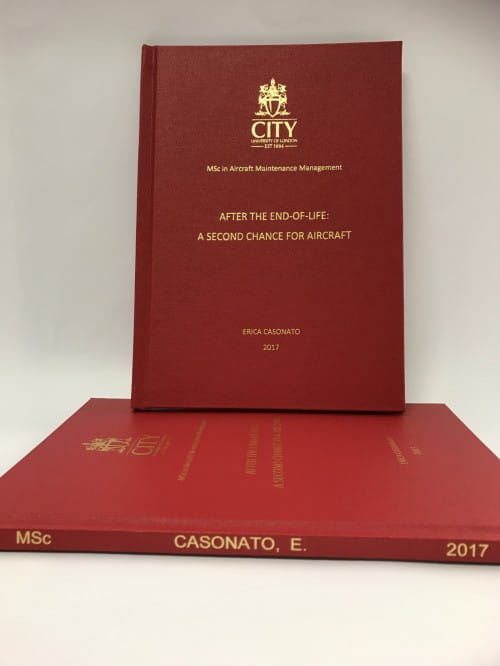 CITY
UNIVERSITY OF LONDON
EST 1894
MSc in Aircraft Maintenance Management
AFTER THE END-OF-LIFE:
A SECOND CHANCE FOR AIRCRAFT
ERICA CASONATO
2017
CITY
MSc CASONATO, E. 2017